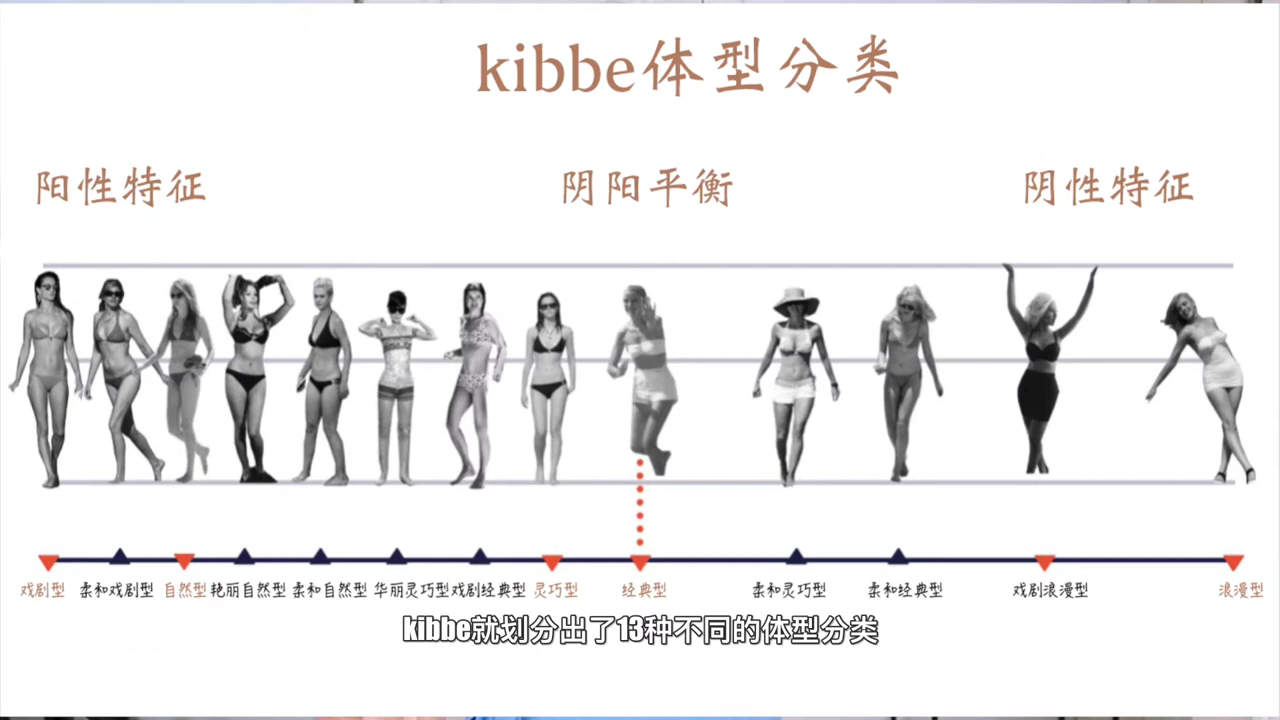 kibbe体型分类
阳性特征 阴阳平衡 阴性特征
戏剧型 柔和戏剧型 自然型 艳丽自然型 柔和自然型 华丽灵巧型 戏剧经典型 灵巧型 经典型 柔和灵巧型 柔和经典型 戏剧浪漫型 浪漫型
kibbe就划分出了13种不同的体型分类